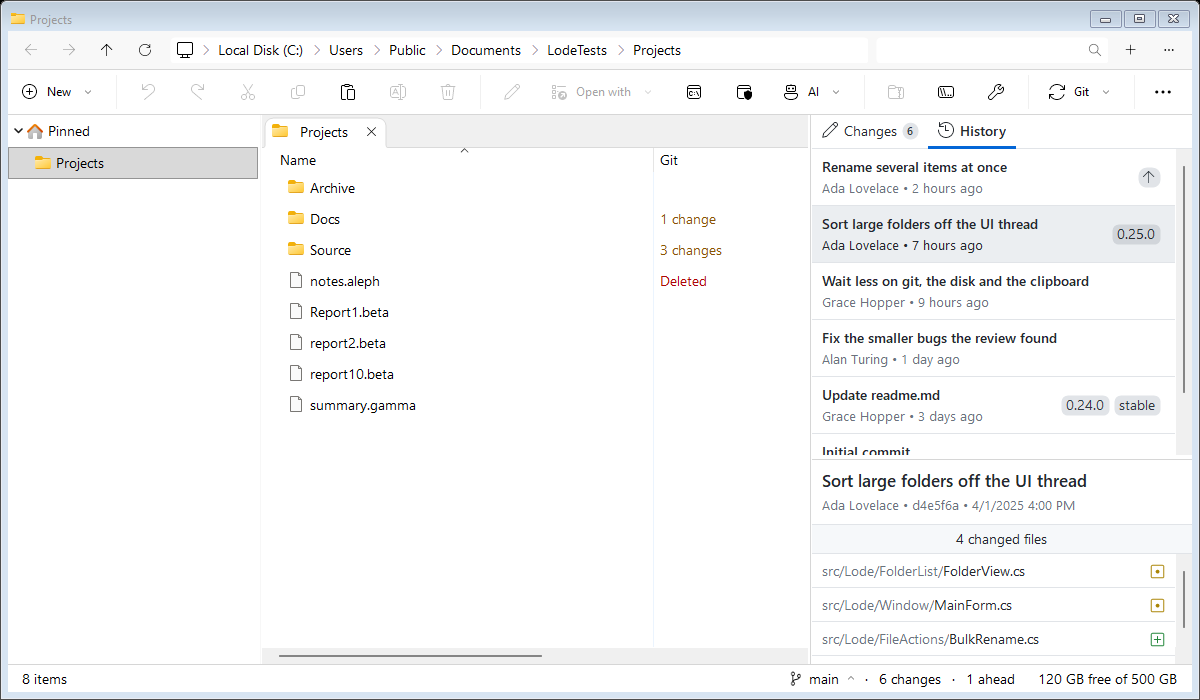 Projects
Local Disk (C:) Users Public Documents LodeTests Projects
New Open with AI Git
Pinned
Projects
Projects
Name Git
Archive
Docs 1 change
Source 3 changes
notes.aleph Deleted
Report1.beta
report2.beta
report10.beta
summary.gamma
Changes 6 History
Rename several items at once
Ada Lovelace • 2 hours ago
Sort large folders off the UI thread
Ada Lovelace • 7 hours ago
0.25.0
Wait less on git, the disk and the clipboard
Grace Hopper • 9 hours ago
Fix the smaller bugs the review found
Alan Turing • 1 day ago
Update readme.md
Grace Hopper • 3 days ago
0.24.0 stable
Initial commit
Sort large folders off the UI thread
Ada Lovelace • d4e5f6a • 4/1/2025 4:00 PM
4 changed files
src/Lode/FolderList/FolderView.cs
src/Lode/Window/MainForm.cs
src/Lode/FileActions/BulkRename.cs
8 items main · 6 changes · 1 ahead 120 GB free of 500 GB